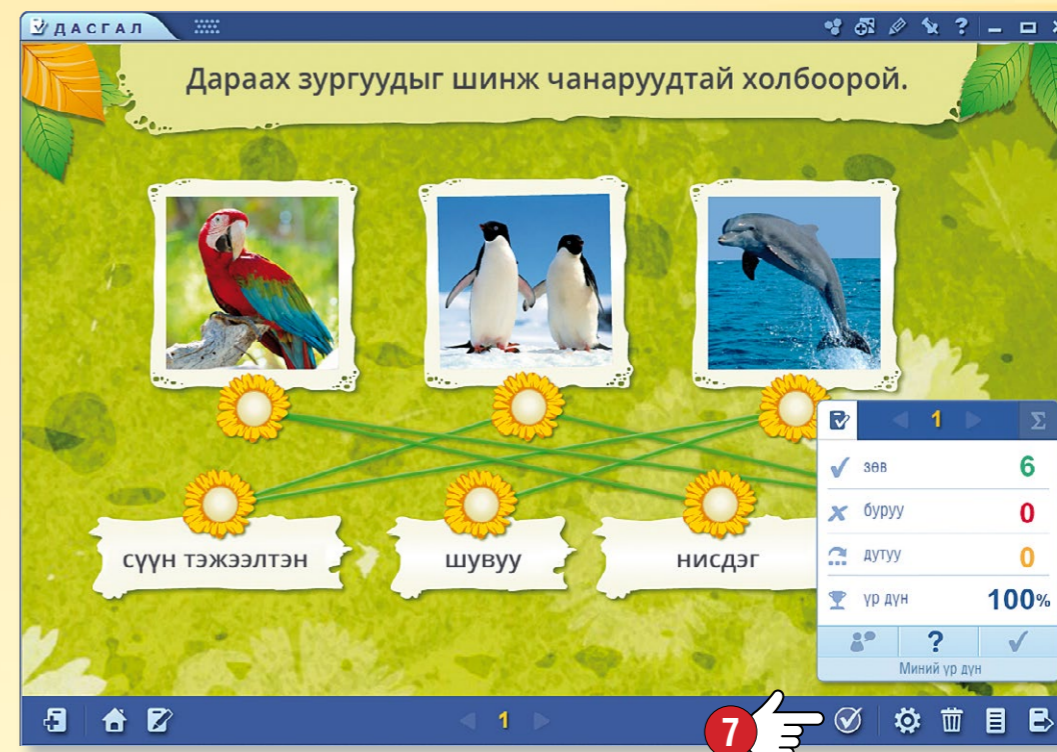 ДАСГАЛ
?
Дараах зургуудыг шинж чанаруудтай холбоорой.
1
Σ
зөв 6
буруу 0
дутуу 0
үр дүн 100%
?
Миний үр дүн
сүүн тэжээлтэн
шувуу
нисдэг
1
7